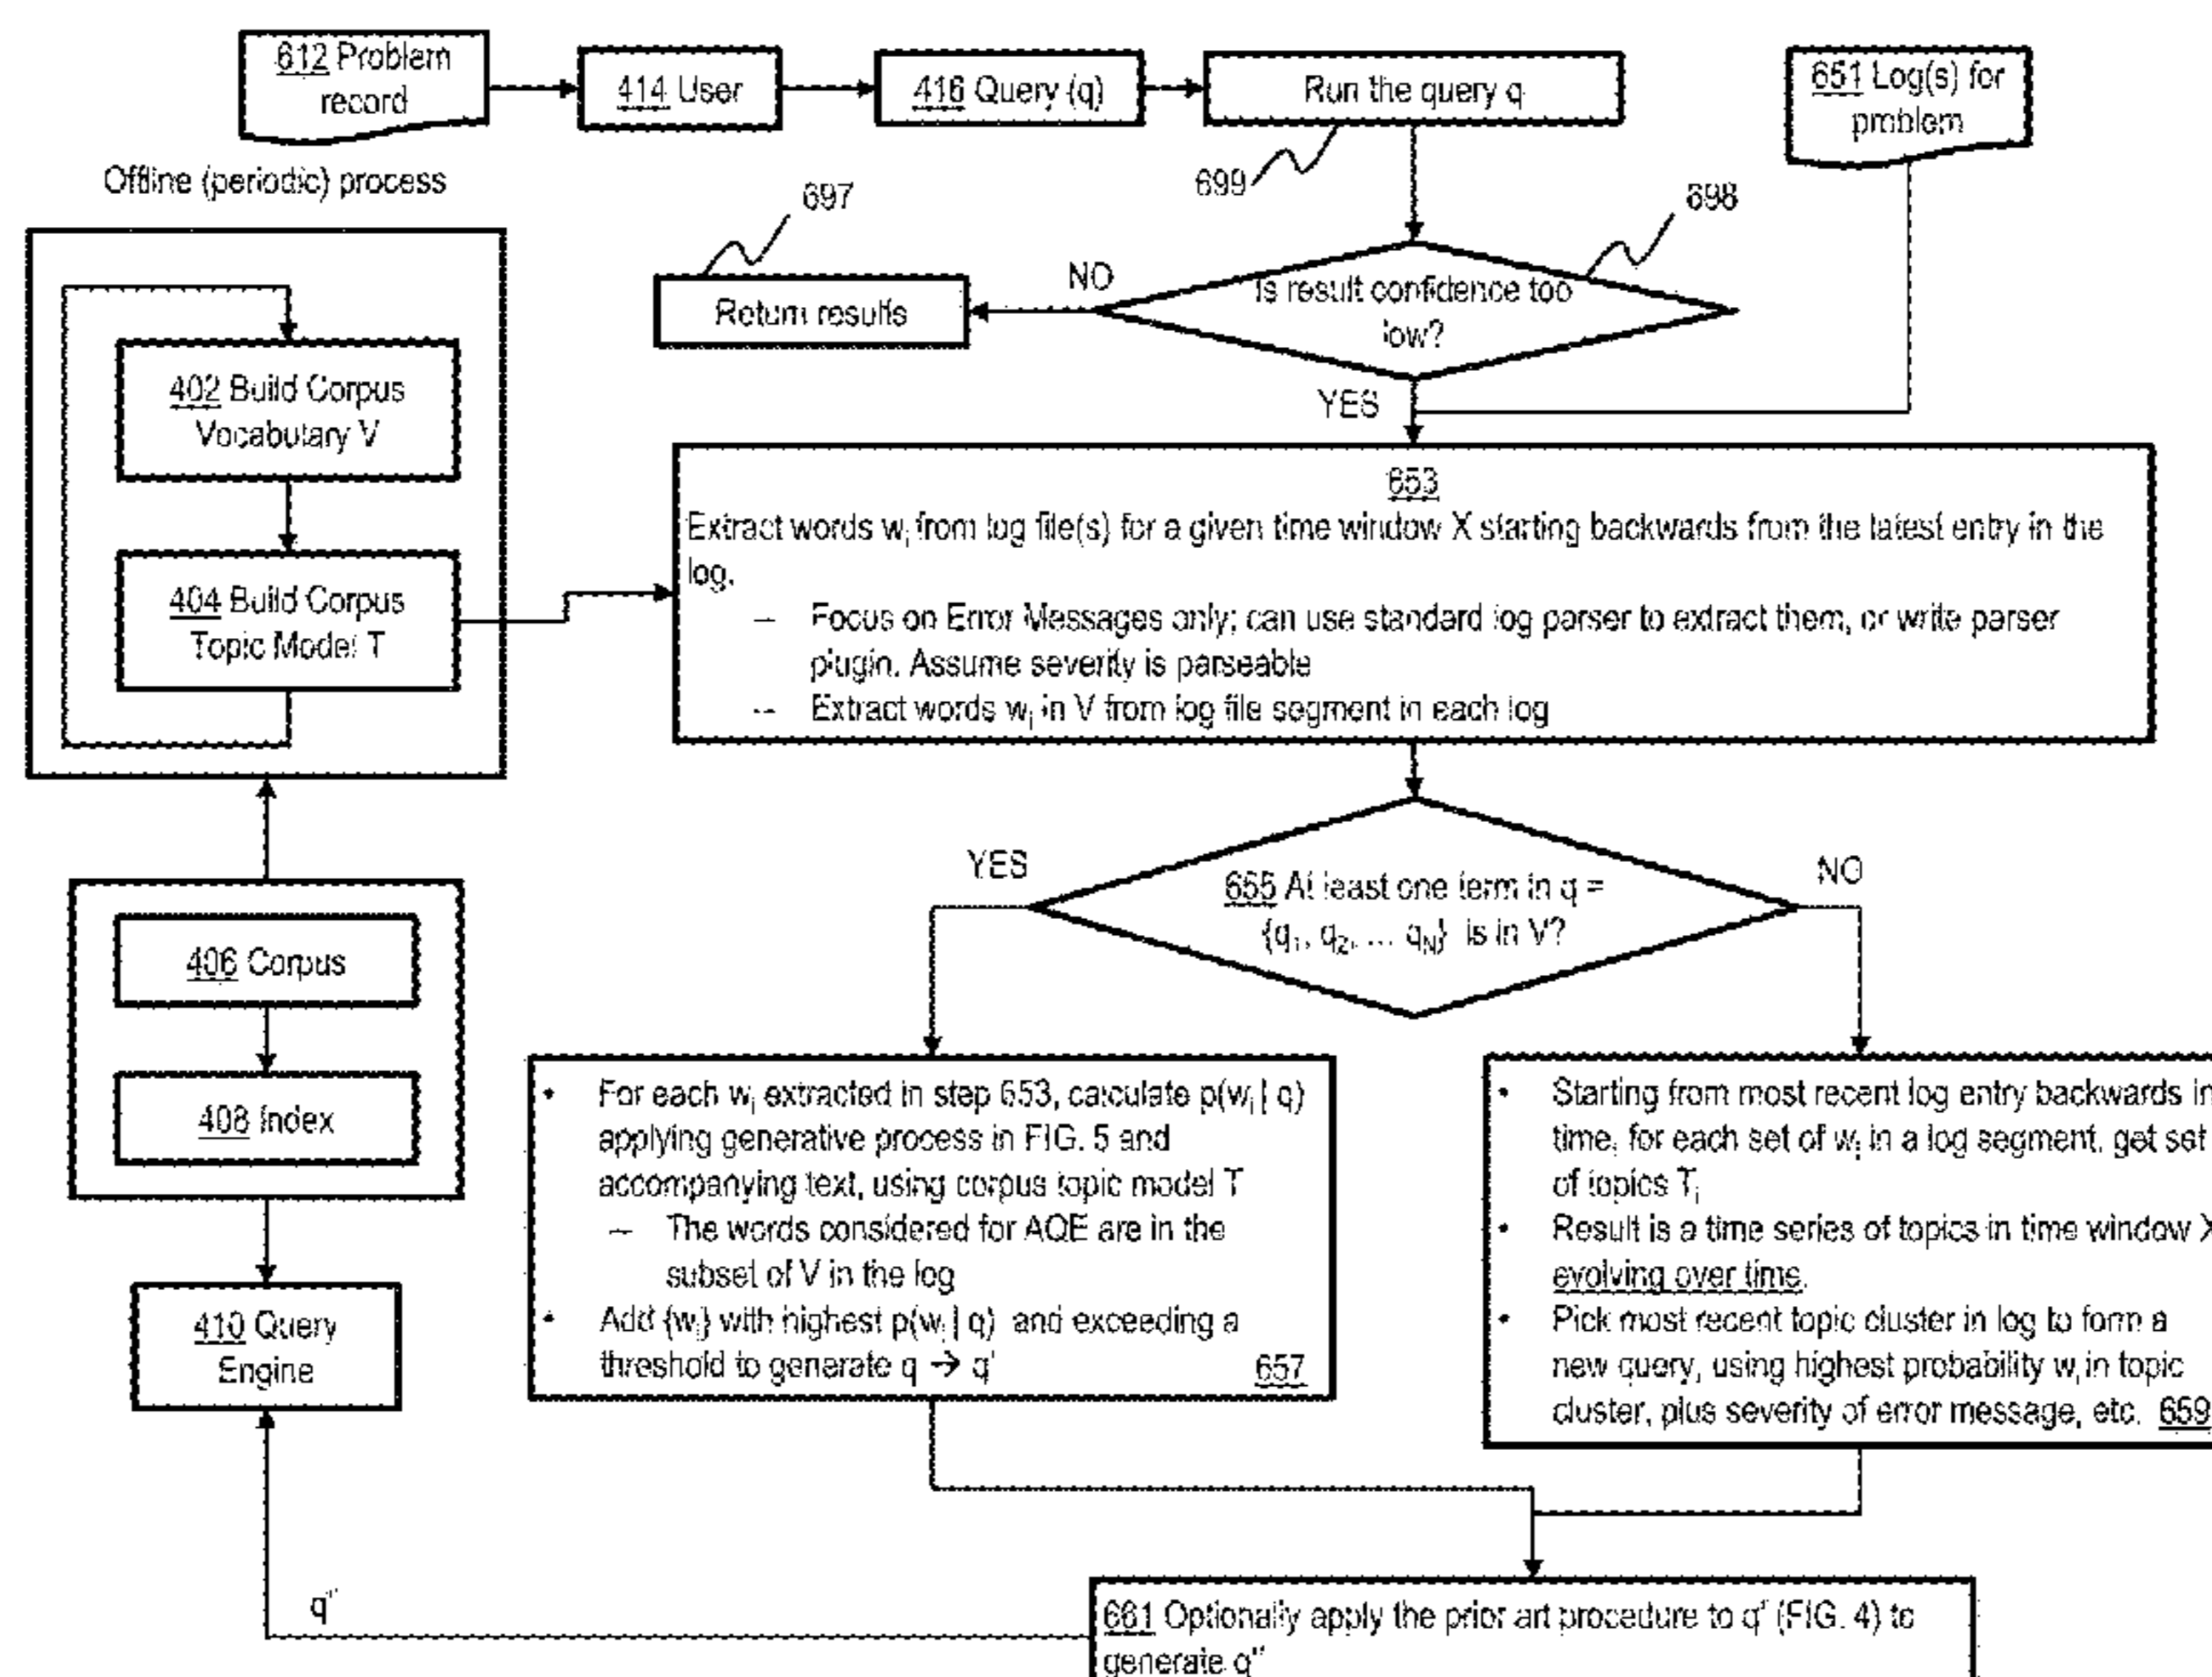 612 Problem
record
414 User
416 Query (q)
Run the query q
651 Log(s) for
problem
Offline (periodic) process
699
697
698
NO
Return results
Is result confidence too
low?
YES
402 Build Corpus
Vocabulary V
404 Build Corpus
Topic Model T
653
Extract words wi from log file(s) for a given time window X starting backwards from the latest entry in the
log.
– Focus on Error Messages only; can use standard log parser to extract them, or write parser
plugin. Assume severity is parseable
– Extract words wi in V from log file segment in each log
YES
655 At least one term in q =
{q1, q2, ... qN} is in V?
NO
406 Corpus
408 Index
410 Query
Engine
• For each wi extracted in step 653, calculate p(wi | q)
applying generative process in FIG. 5 and
accompanying text, using corpus topic model T
– The words considered for AQE are in the
subset of V in the log
• Add {wi} with highest p(wi | q) and exceeding a
threshold to generate q → q'
657
• Starting from most recent log entry backwards in
time, for each set of wi in a log segment, get set
of topics Ti
• Result is a time series of topics in time window X
evolving over time.
• Pick most recent topic cluster in log to form a
new query, using highest probability wi in topic
cluster, plus severity of error message, etc. 659
q''
661 Optionally apply the prior art procedure to q' (FIG. 4) to
generate q''